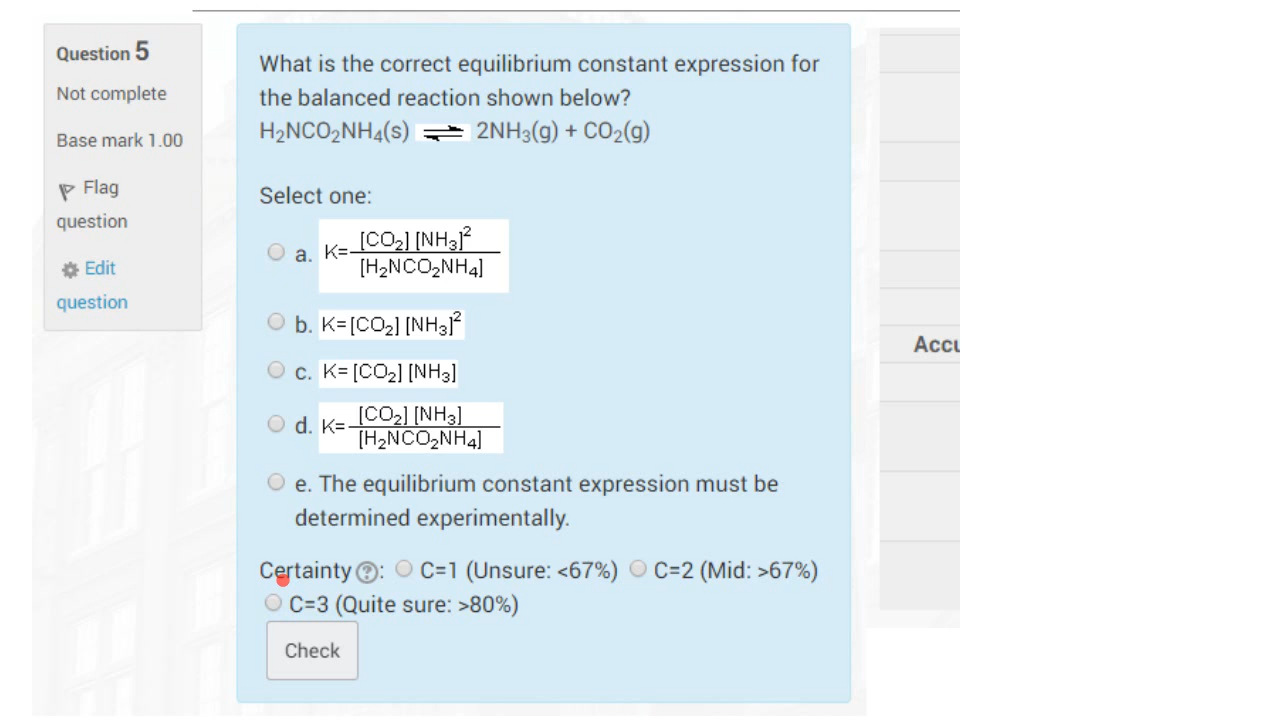 Question 5
Not complete
Base mark 1.00
Flag
question
Edit
question
What is the correct equilibrium constant expression for
the balanced reaction shown below?
H₂NCO₂NH₄(s) ⇌ 2NH₃(g) + CO₂(g)
Select one:
a. K= [CO₂] [NH₃]² / [H₂NCO₂NH₄]
b. K=[CO₂] [NH₃]²
c. K= [CO₂] [NH₃]
d. K= [CO₂] [NH₃] / [H₂NCO₂NH₄]
e. The equilibrium constant expression must be
determined experimentally.
Certainty ?: C=1 (Unsure: <67%) C=2 (Mid: >67%)
C=3 (Quite sure: >80%)
Check
Accu